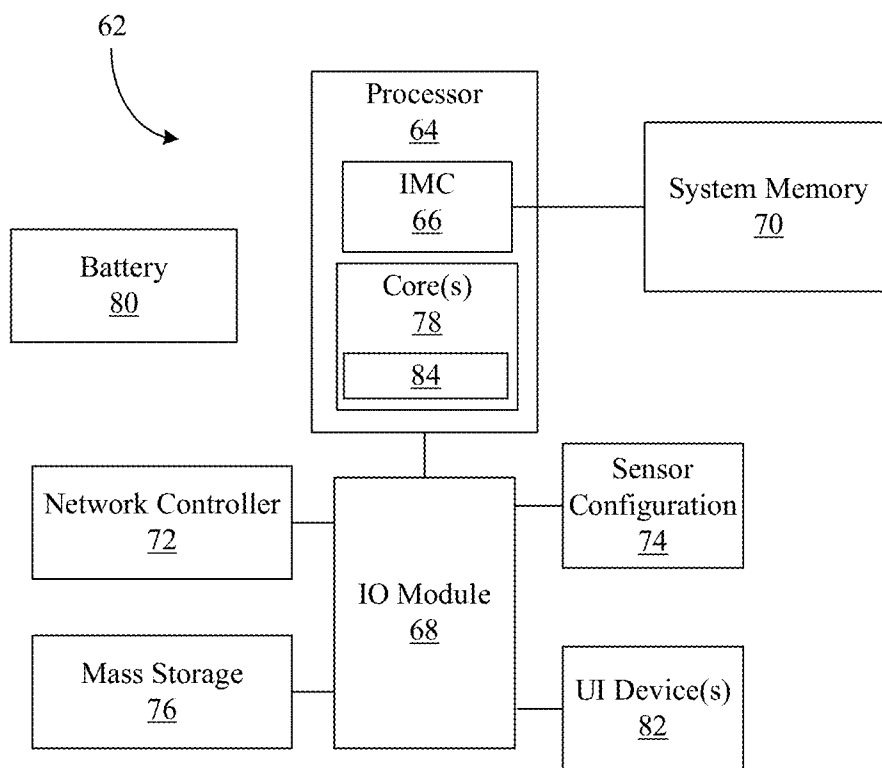 62
Processor
64
IMC
66
System Memory
70
Battery
80
Core(s)
78
84
Network Controller
72
Sensor
Configuration
74
IO Module
68
Mass Storage
76
UI Device(s)
82